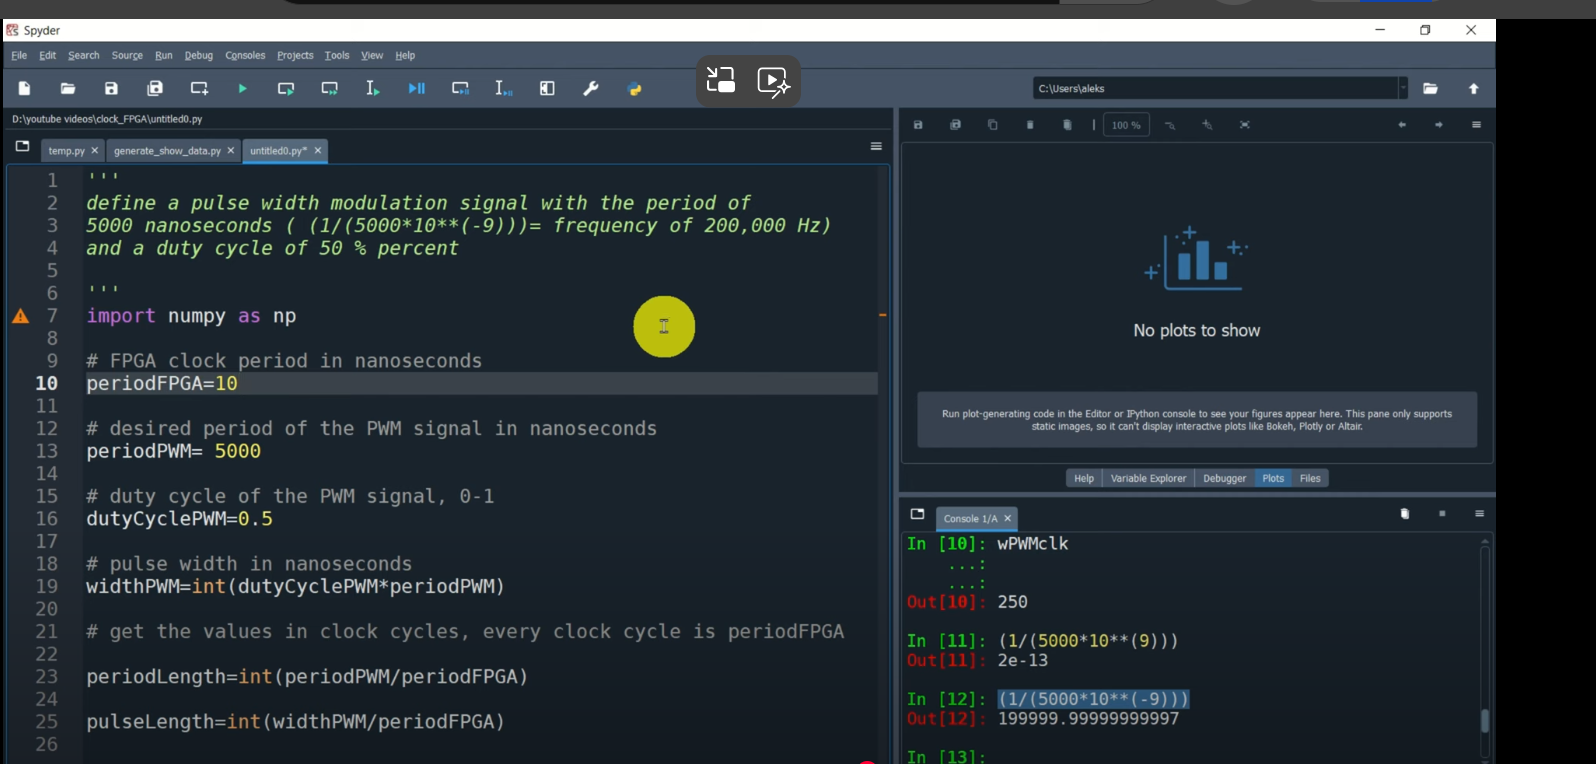 Spyder
File Edit Search Source Run Debug Consoles Projects Tools View Help
C:\Users\aleks
D:\youtube videos\clock_FPGA\untitled0.py
temp.py
generate_show_data.py
untitled0.py*
1 '''
2 define a pulse width modulation signal with the period of
3 5000 nanoseconds ( (1/(5000*10**(-9)))= frequency of 200,000 Hz)
4 and a duty cycle of 50 % percent
5
6 '''
7 import numpy as np
8
9 # FPGA clock period in nanoseconds
10 periodFPGA=10
11
12 # desired period of the PWM signal in nanoseconds
13 periodPWM= 5000
14
15 # duty cycle of the PWM signal, 0-1
16 dutyCyclePWM=0.5
17
18 # pulse width in nanoseconds
19 widthPWM=int(dutyCyclePWM*periodPWM)
20
21 # get the values in clock cycles, every clock cycle is periodFPGA
22
23 periodLength=int(periodPWM/periodFPGA)
24
25 pulseLength=int(widthPWM/periodFPGA)
26
100 %
No plots to show
Run plot-generating code in the Editor or IPython console to see your figures appear here. This pane only supports
static images, so it can't display interactive plots like Bokeh, Plotly or Altair.
Help Variable Explorer Debugger Plots Files
Console 1/A
In [10]: wPWMclk
...:
...:
Out[10]: 250
In [11]: (1/(5000*10**(9)))
Out[11]: 2e-13
In [12]: (1/(5000*10**(-9)))
Out[12]: 199999.99999999997
In [13]: